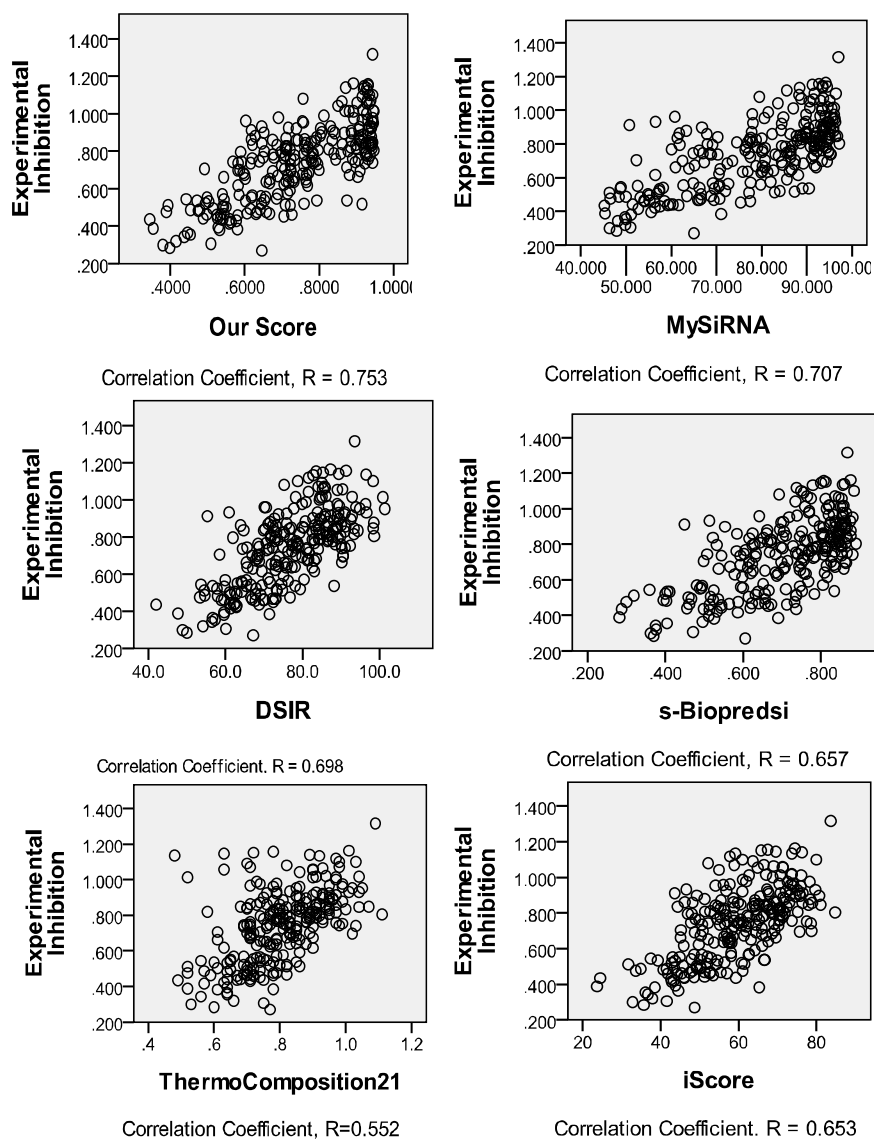 1.400
1.200
1.000
.800
.600
.400
.200
Experimental
Inhibition
.4000 .6000 .8000 1.0000
Our Score
Correlation Coefficient, R = 0.753
1.400
1.200
1.000
.800
.600
.400
.200
Experimental
Inhibition
40.000 60.000 80.000 100.00
50.000 70.000 90.000
MySiRNA
Correlation Coefficient, R = 0.707
1.400
1.200
1.000
.800
.600
.400
.200
Experimental
Inhibition
40.0 60.0 80.0 100.0
DSIR
Correlation Coefficient. R = 0.698
1.400
1.200
1.000
.800
.600
.400
.200
Experimental
Inhibition
.200 .400 .600 .800
s-Biopredsi
Correlation Coefficient, R = 0.657
1.400
1.200
1.000
.800
.600
.400
.200
Experimental
Inhibition
.4 .6 .8 1.0 1.2
ThermoComposition21
Correlation Coefficient, R=0.552
1.400
1.200
1.000
.800
.600
.400
.200
Experimental
Inhibition
20 40 60 80
iScore
Correlation Coefficient. R = 0.653